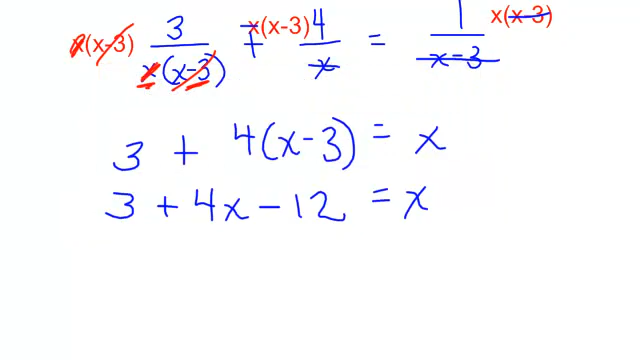 x(x-3) 3/(x(x-3)) + x(x-3) 4/x = 1/(x-3) x(x-3)
3 + 4(x-3) = x
3 + 4x - 12 = x